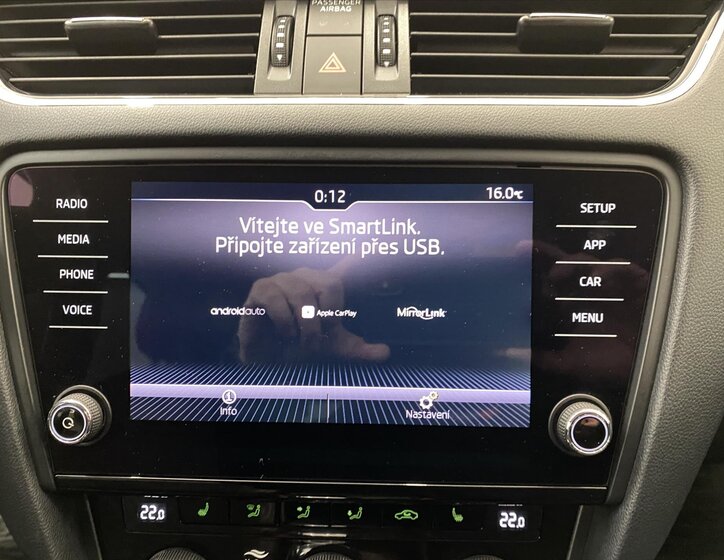 PASSENGER
AIRBAG
0:12
16.0°C
RADIO
MEDIA
PHONE
VOICE
Vítejte ve SmartLink.
Připojte zařízení přes USB.
androidauto
Apple CarPlay
MirrorLink
Info
Nastavení
SETUP
APP
CAR
MENU
22.0
22.0